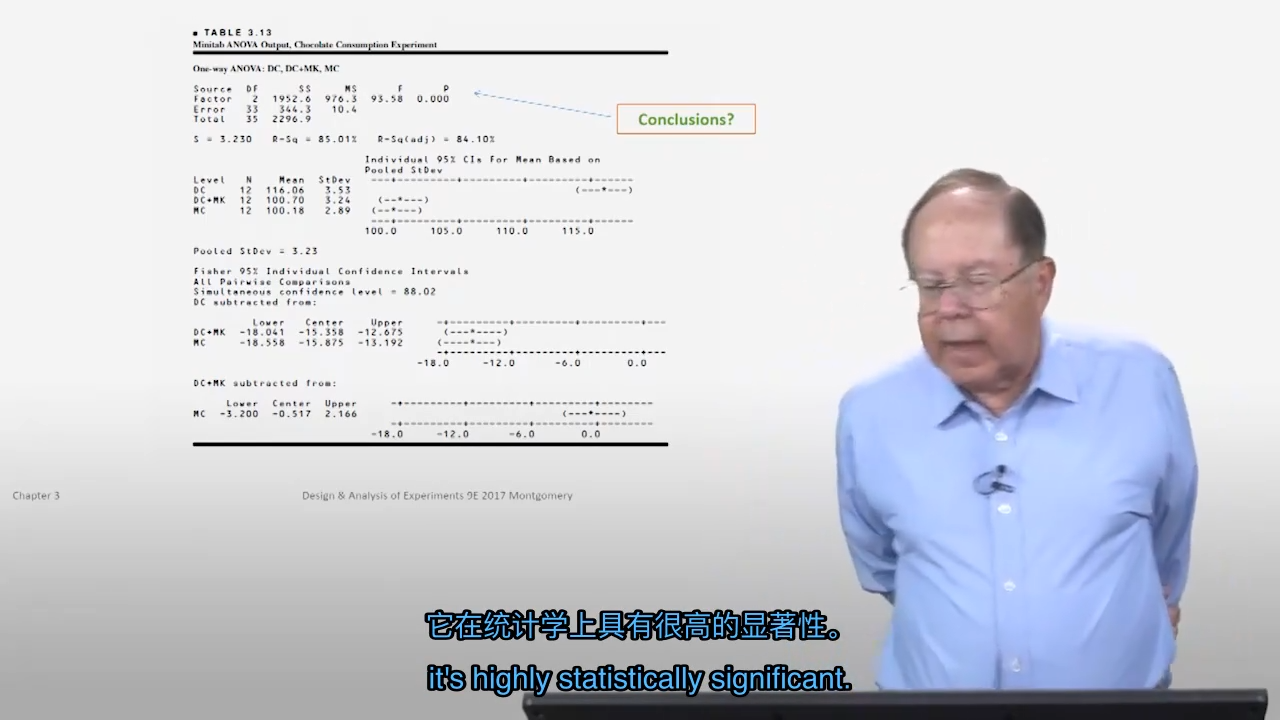 TABLE 3.13
Minitab ANOVA Output, Chocolate Consumption Experiment
One-way ANOVA: DC, DC+MK, MC
Source DF SS MS F P
Factor 2 1952.6 976.3 93.58 0.000
Error 33 344.3 10.4
Total 35 2296.9
Conclusions?
S = 3.230 R-Sq = 85.01% R-Sq(adj) = 84.10%
Individual 95% CIs For Mean Based on
Pooled StDev
Level N Mean StDev ---+---------+---------+---------+------
DC 12 116.06 3.53 (---*---)
DC+MK 12 100.70 3.24 (--*---)
MC 12 100.18 2.89 (--*---)
---+---------+---------+---------+------
100.0 105.0 110.0 115.0
Pooled StDev = 3.23
Fisher 95% Individual Confidence Intervals
All Pairwise Comparisons
Simultaneous confidence level = 88.02
DC subtracted from:
Lower Center Upper -+---------+---------+---------+---
DC+MK -18.041 -15.358 -12.675 (---*----)
MC -18.558 -15.875 -13.192 (----*---)
-+---------+---------+---------+---
-18.0 -12.0 -6.0 0.0
DC+MK subtracted from:
Lower Center Upper -+---------+---------+---------+---------
MC -3.200 -0.517 2.166 (---*----)
-+---------+---------+---------+---------
-18.0 -12.0 -6.0 0.0
Chapter 3
Design & Analysis of Experiments 9E 2017 Montgomery
它在统计学上具有很高的显著性。
it's highly statistically significant.